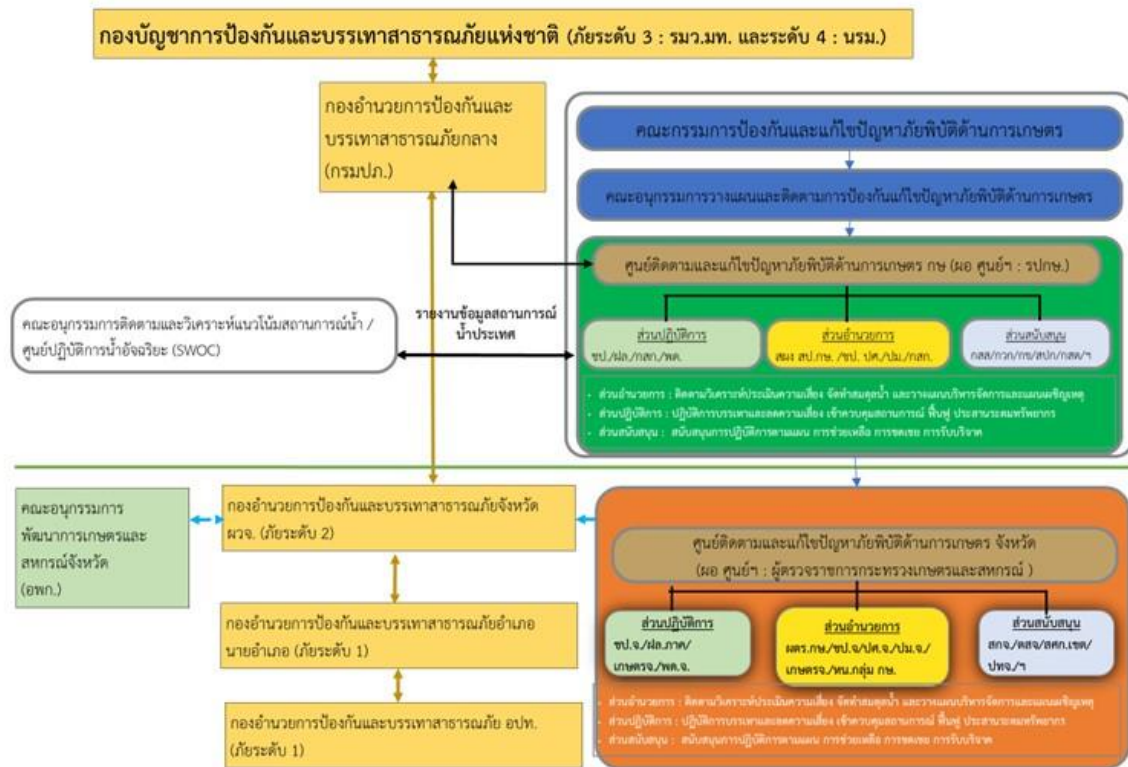 กองบัญชาการป้องกันและบรรเทาสาธารณภัยแห่งชาติ (ภัยระดับ 3 : รมว.มท. และระดับ 4 : นรม.)
กองอำนวยการป้องกันและ
บรรเทาสาธารณภัยกลาง
(กรมปภ.)
คณะกรรมการป้องกันและแก้ไขปัญหาภัยพิบัติด้านการเกษตร
คณะอนุกรรมการวางแผนและติดตามการป้องกันแก้ไขปัญหาภัยพิบัติด้านการเกษตร
ศูนย์ติดตามและแก้ไขปัญหาภัยพิบัติด้านการเกษตร กษ (ผอ ศูนย์ฯ : รปกษ.)
ส่วนปฏิบัติการ
ชป./ฝล./กสก./พด.
ส่วนอำนวยการ
สผง สป.กษ. /ชป. ปศ./ปม./กสก.
ส่วนสนับสนุน
กสส/กวก/กข/สปก/กสต/ฯ
- ส่วนอำนวยการ : ติดตามวิเคราะห์ประเมินความเสี่ยง จัดทำสมดุลน้ำ และวางแผนบริหารจัดการและแผนเผชิญเหตุ
- ส่วนปฏิบัติการ : ปฏิบัติการบรรเทาและลดความเสี่ยง เข้าควบคุมสถานการณ์ ฟื้นฟู ประสานระดมทรัพยากร
- ส่วนสนับสนุน : สนับสนุนการปฏิบัติการตามแผน การช่วยเหลือ การชดเชย การรับบริจาค
คณะอนุกรรมการติดตามและวิเคราะห์แนวโน้มสถานการณ์น้ำ /
ศูนย์ปฏิบัติการน้ำอัจฉริยะ (SWOC)
รายงานข้อมูลสถานการณ์
น้ำประเทศ
คณะอนุกรรมการ
พัฒนาการเกษตรและ
สหกรณ์จังหวัด
(อพก.)
กองอำนวยการป้องกันและบรรเทาสาธารณภัยจังหวัด
ผวจ. (ภัยระดับ 2)
กองอำนวยการป้องกันและบรรเทาสาธารณภัยอำเภอ
นายอำเภอ (ภัยระดับ 1)
กองอำนวยการป้องกันและบรรเทาสาธารณภัย อปท.
(ภัยระดับ 1)
ศูนย์ติดตามและแก้ไขปัญหาภัยพิบัติด้านการเกษตร จังหวัด
(ผอ ศูนย์ฯ : ผู้ตรวจราชการกระทรวงเกษตรและสหกรณ์ )
ส่วนปฏิบัติการ
ชป.จ/ฝล.ภาค/
เกษตรจ/พด.จ.
ส่วนอำนวยการ
ผตร.กษ./ชป.จ/ปศ.จ./ปม.จ./
เกษตรจ./หน.กลุ่ม กษ.
ส่วนสนับสนุน
สกจ/ตสจ/สศก.เขต/
ปทจ./ฯ
- ส่วนอำนวยการ : ติดตามวิเคราะห์ประเมินความเสี่ยง จัดทำสมดุลน้ำ และวางแผนบริหารจัดการและแผนเผชิญเหตุ
- ส่วนปฏิบัติการ : ปฏิบัติการบรรเทาและลดความเสี่ยง เข้าควบคุมสถานการณ์ ฟื้นฟู ประสานระดมทรัพยากร
- ส่วนสนับสนุน : สนับสนุนการปฏิบัติการตามแผน การช่วยเหลือ การชดเชย การรับบริจาค